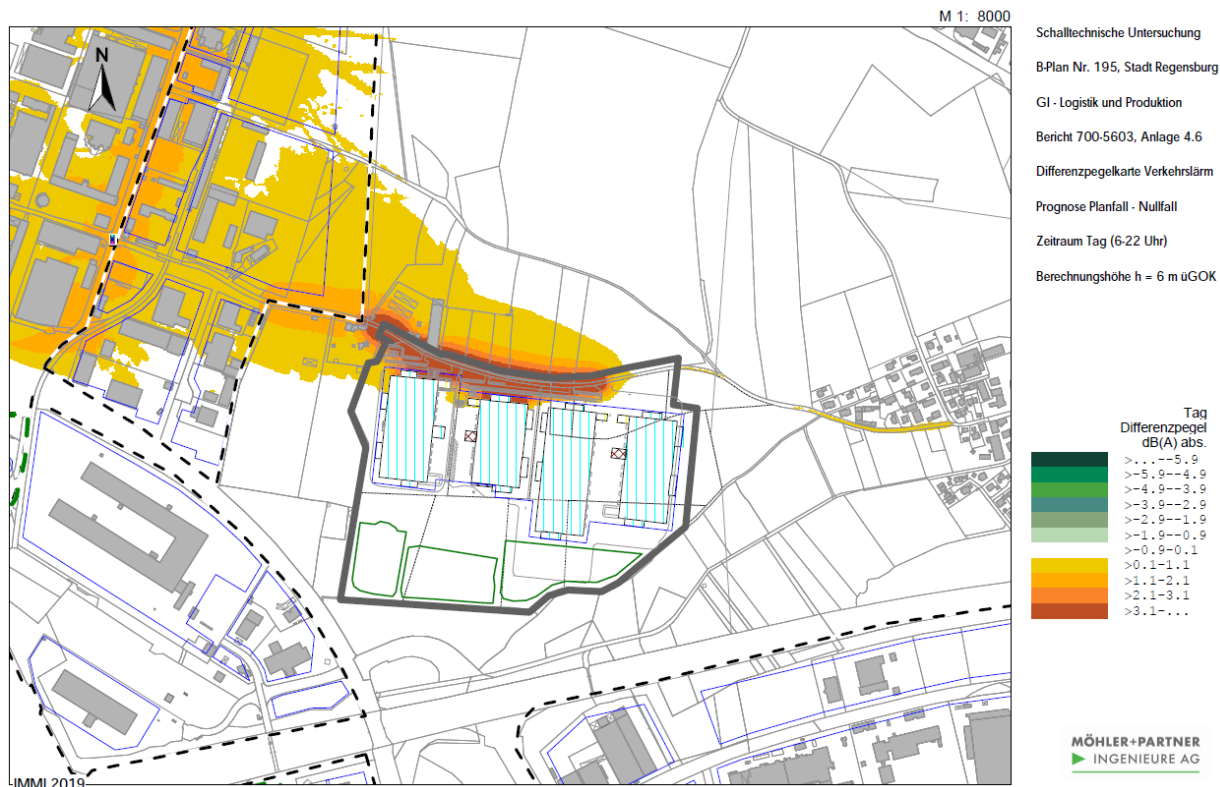 M 1: 8000
N
Schalltechnische Untersuchung
B-Plan Nr. 195, Stadt Regensburg
GI - Logistik und Produktion
Bericht 700-5603, Anlage 4.6
Differenzpegelkarte Verkehrslärm
Prognose Planfall - Nullfall
Zeitraum Tag (6-22 Uhr)
Berechnungshöhe h = 6 m üGOK
Tag
Differenzpegel
dB(A) abs.
>...--5.9
>-5.9--4.9
>-4.9--3.9
>-3.9--2.9
>-2.9--1.9
>-1.9--0.9
>-0.9-0.1
>0.1-1.1
>1.1-2.1
>2.1-3.1
>3.1-...
MÖHLER+PARTNER
INGENIEURE AG
IMMI 2019